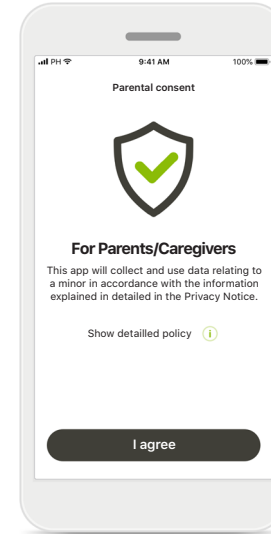 PH 9:41 AM 100%
Parental consent
For Parents/Caregivers
This app will collect and use data relating to
a minor in accordance with the information
explained in detailed in the Privacy Notice.
Show detailled policy i
I agree